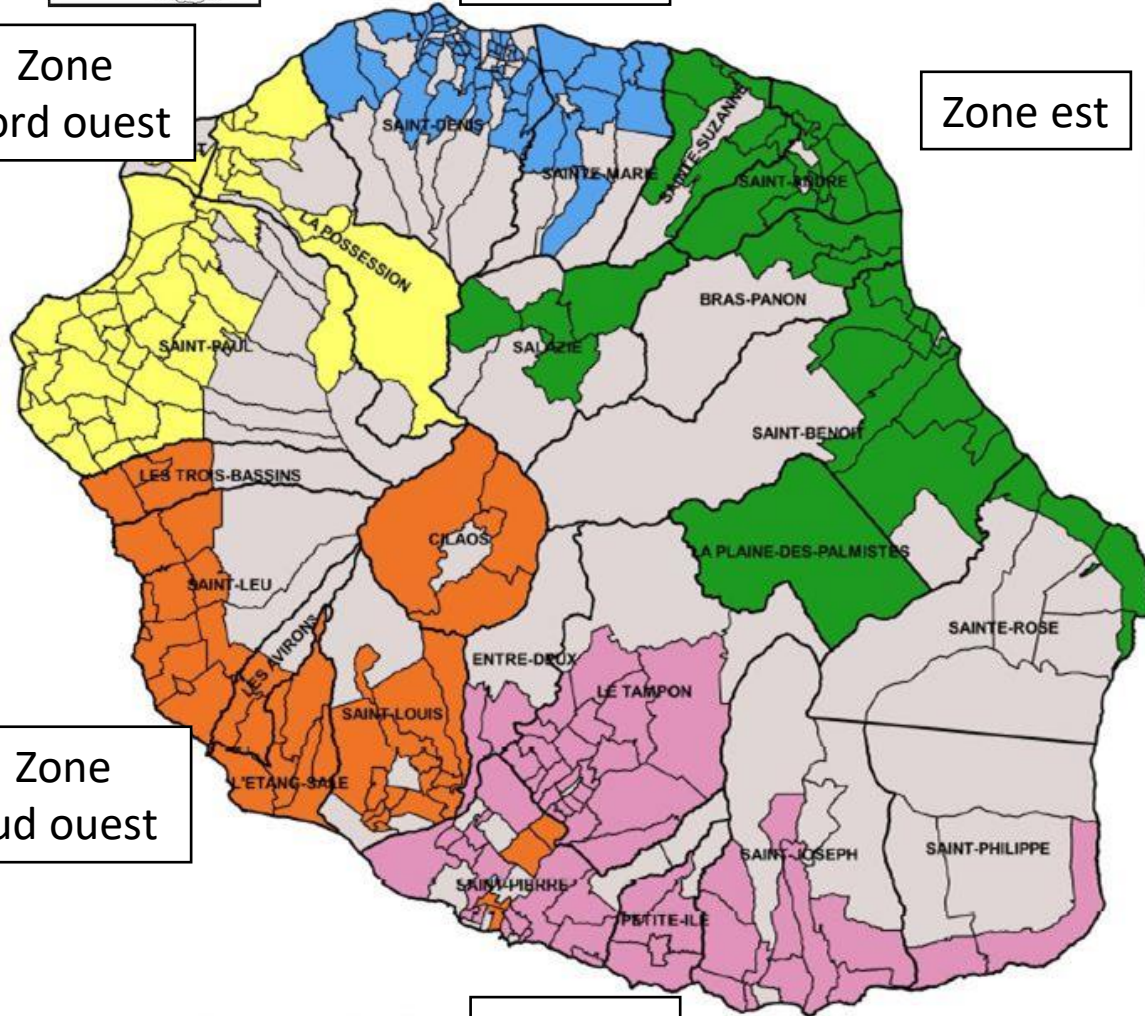 Zone
ord ouest
Zone est
SAINT-DENIS
SAINTE-MARIE
SAINTE-SUZANNE
SAINT-ANDRE
LA POSSESSION
BRAS-PANON
SAINT-PAUL
SALAZIE
SAINT-BENOIT
LES TROIS-BASSINS
CILAOS
LA PLAINE-DES-PALMISTES
SAINT-LEU
LES AVIRONS
SAINTE-ROSE
ENTRE-DEUX
LE TAMPON
SAINT-LOUIS
Zone
ud ouest
L'ETANG-SALE
SAINT-JOSEPH
SAINT-PHILIPPE
SAINT-PIERRE
PETITE-ILE